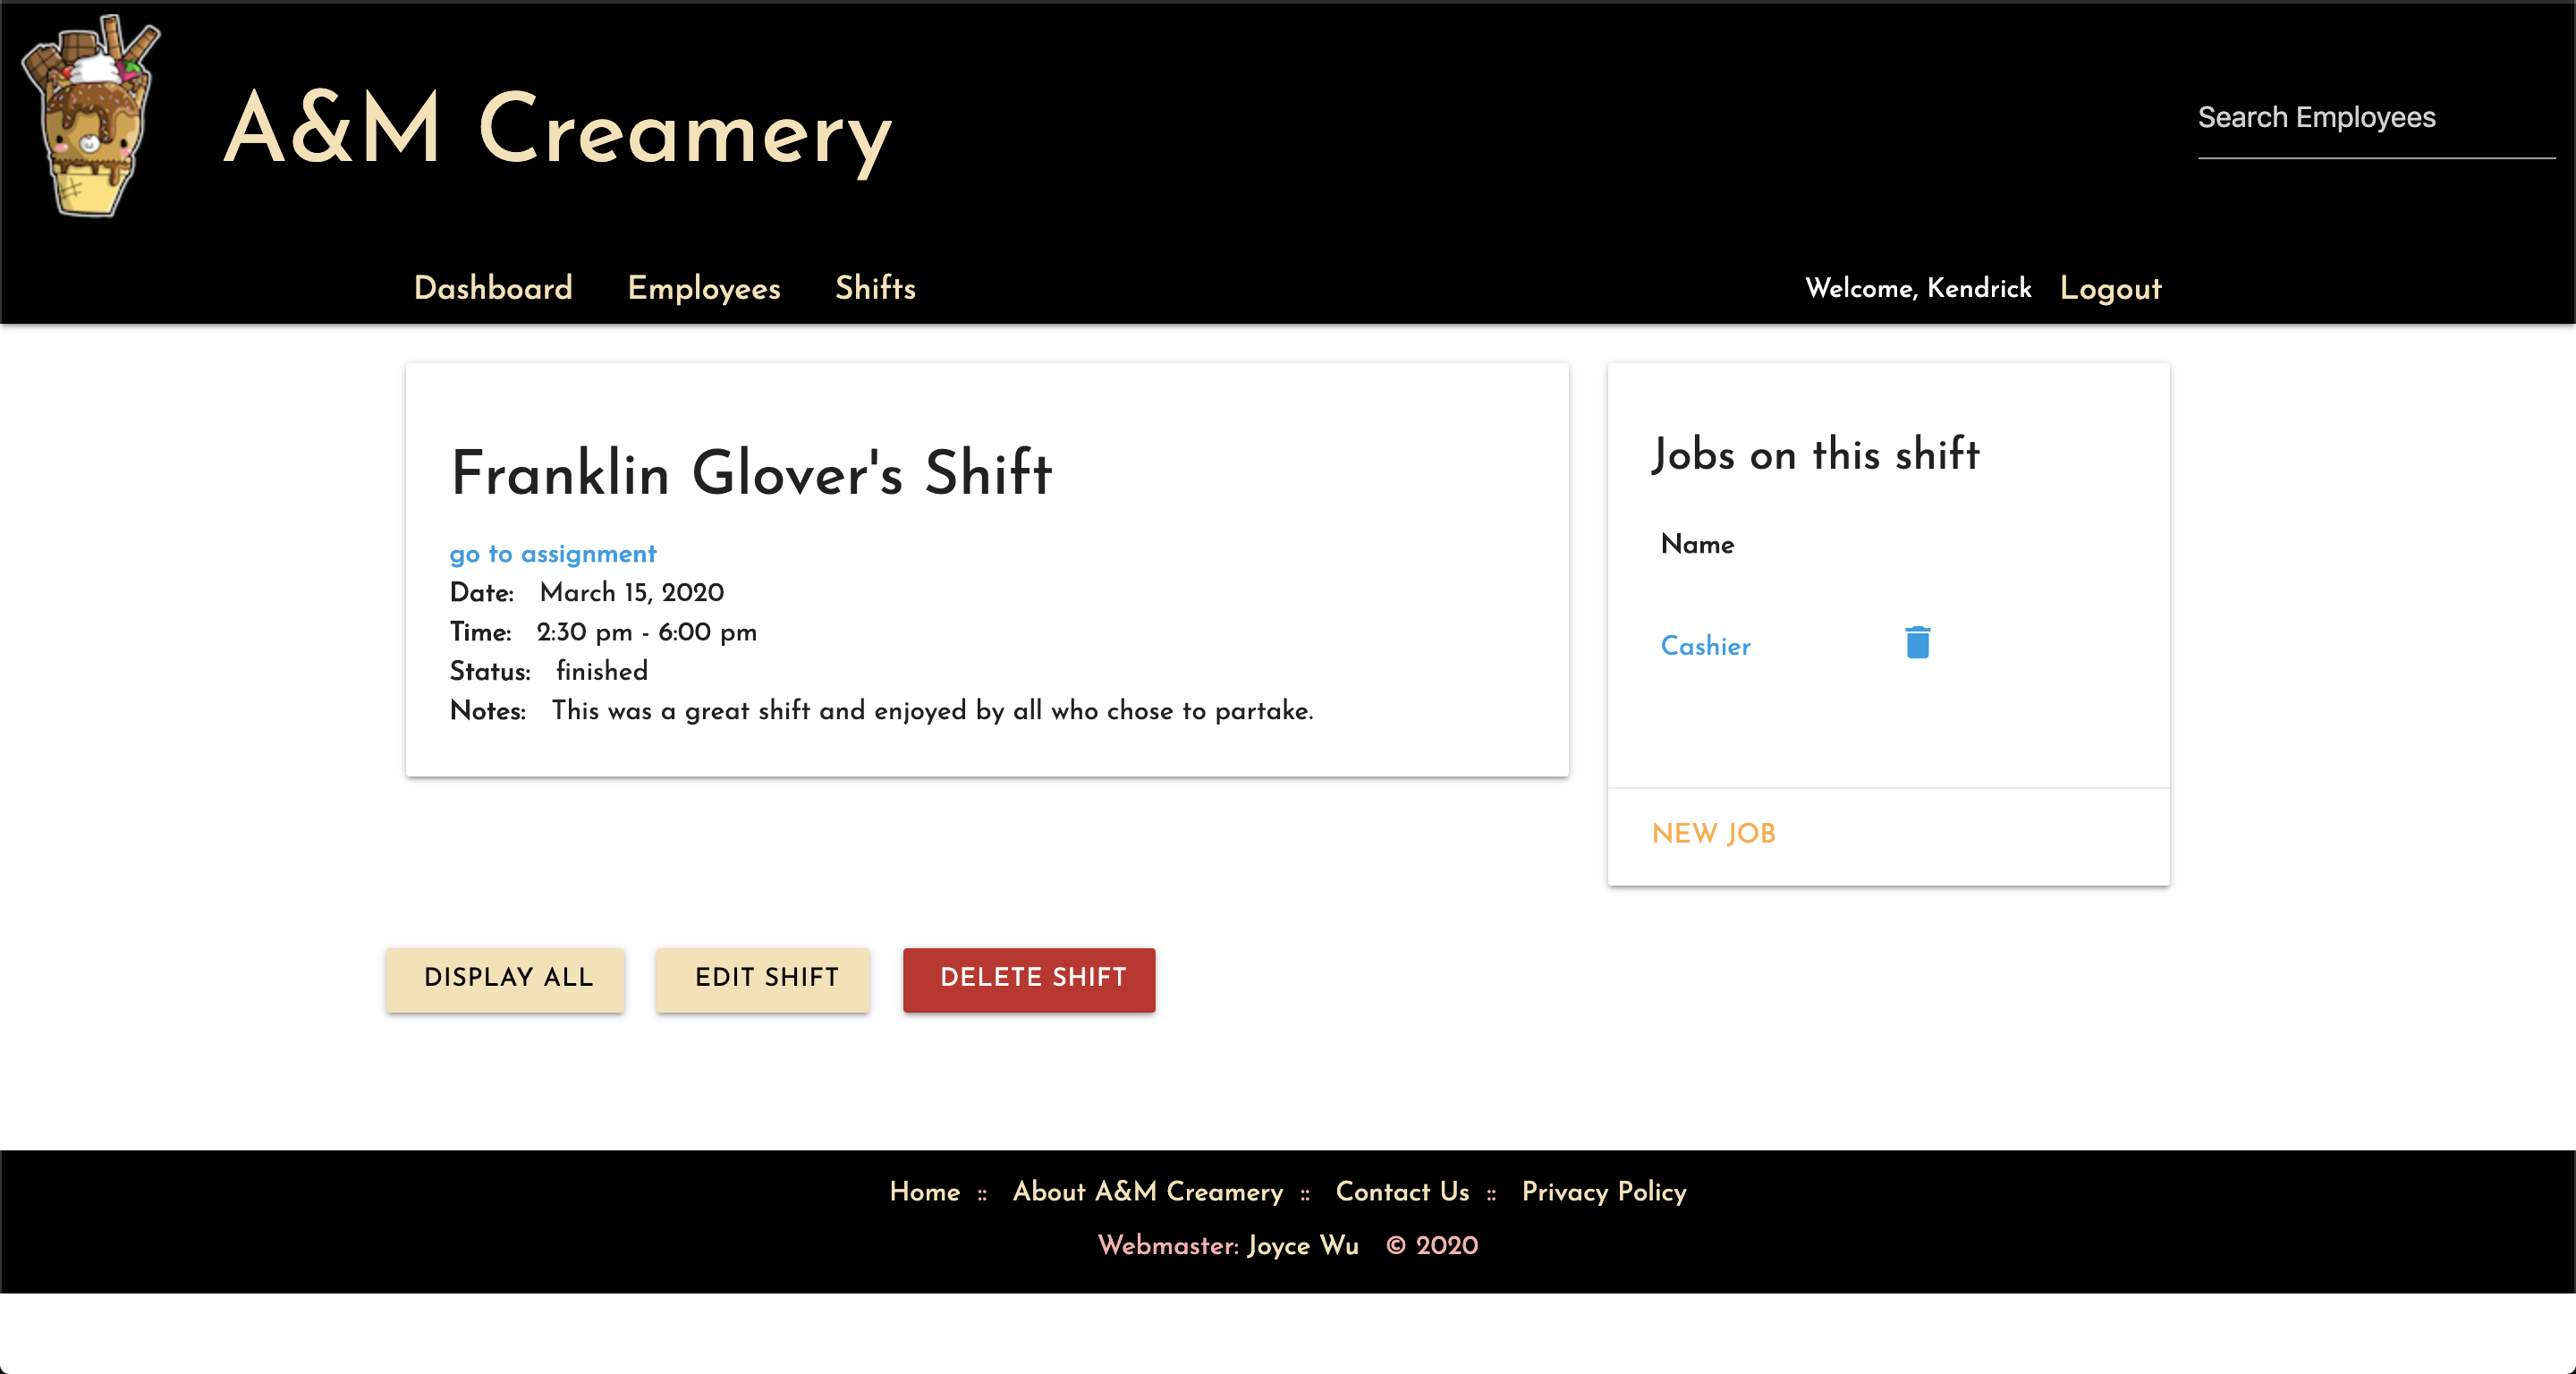 A&M Creamery
Search Employees
Dashboard Employees Shifts
Welcome, Kendrick Logout
Franklin Glover's Shift
go to assignment
Date: March 15, 2020
Time: 2:30 pm - 6:00 pm
Status: finished
Notes: This was a great shift and enjoyed by all who chose to partake.
Jobs on this shift
Name
Cashier
NEW JOB
DISPLAY ALL
EDIT SHIFT
DELETE SHIFT
Home :: About A&M Creamery :: Contact Us :: Privacy Policy
Webmaster: Joyce Wu © 2020